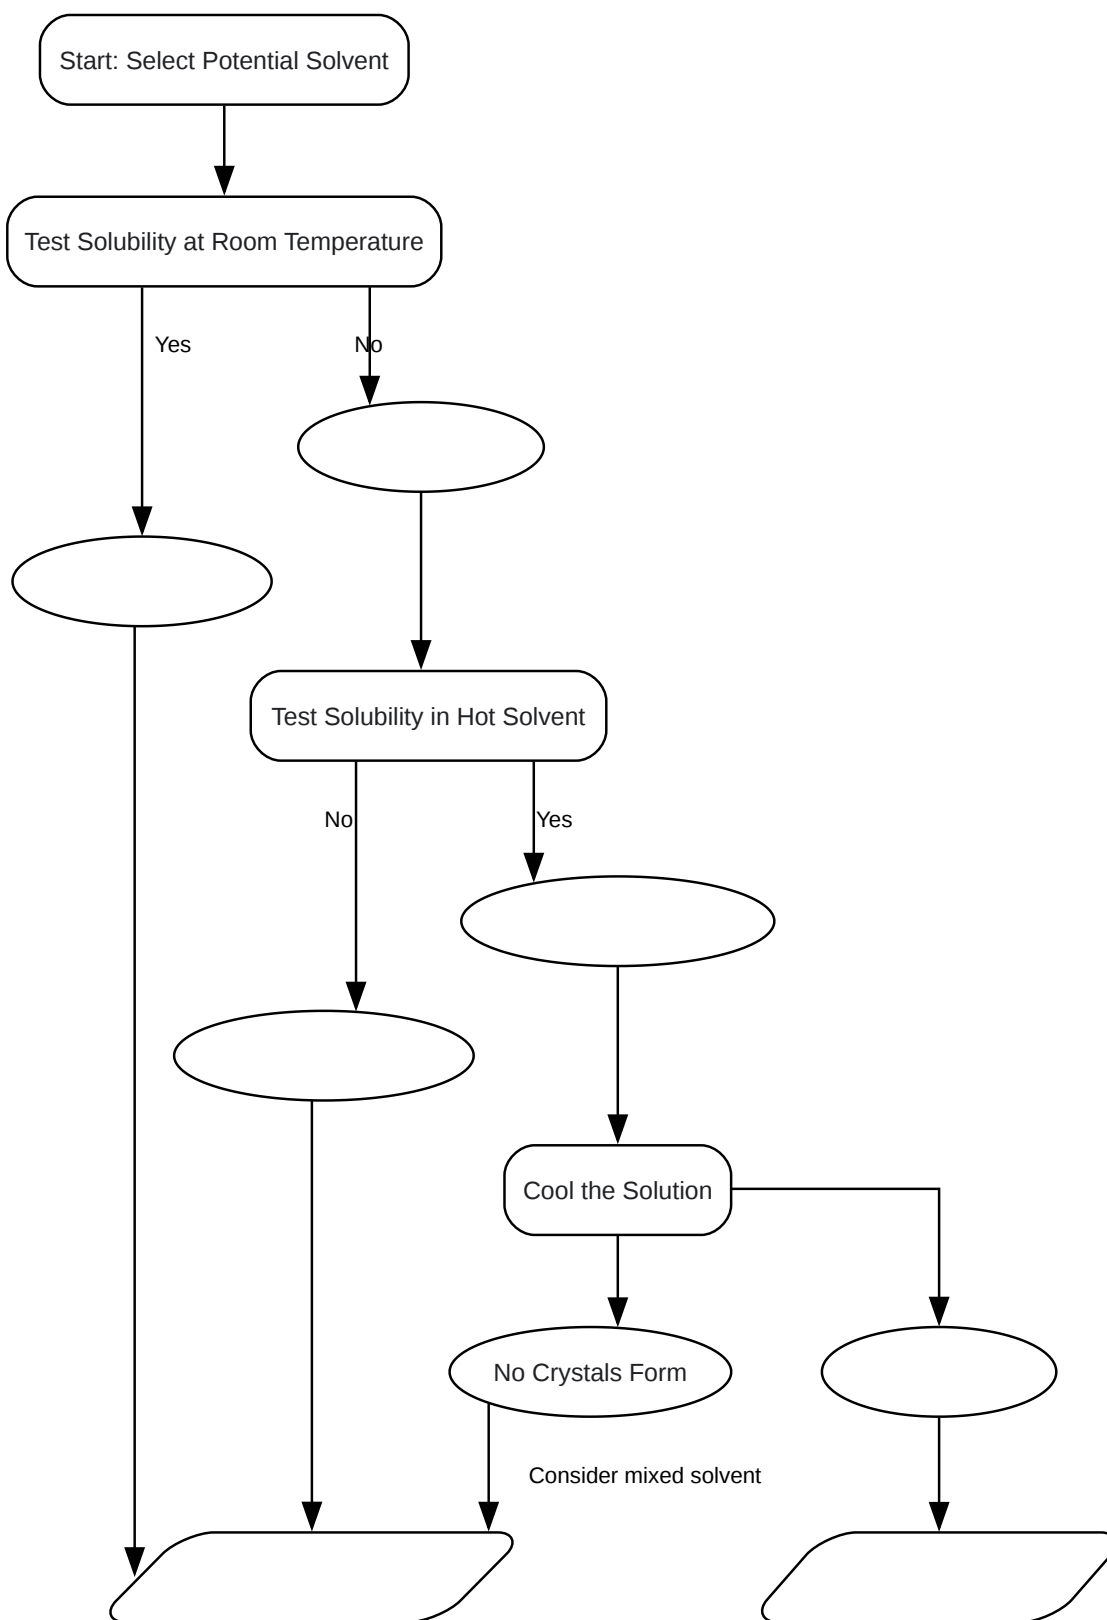 Start: Select Potential Solvent
Test Solubility at Room Temperature
Yes
No
Test Solubility in Hot Solvent
No
Yes
Cool the Solution
No Crystals Form
Consider mixed solvent